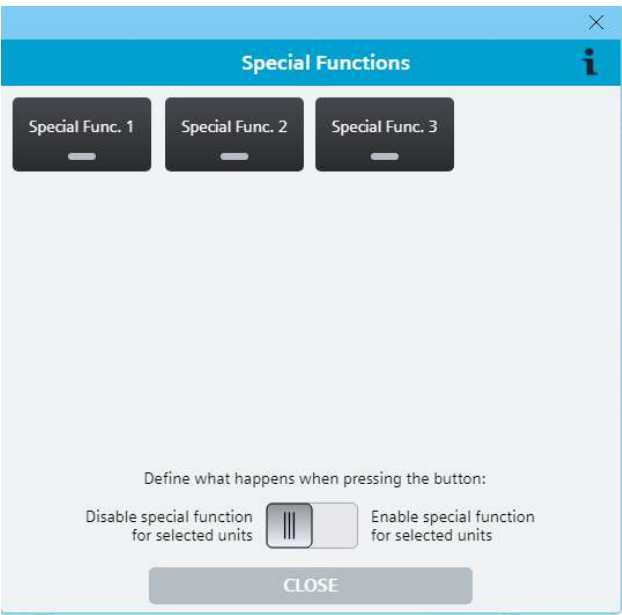 Special Functions
Special Func. 1
Special Func. 2
Special Func. 3
Define what happens when pressing the button:
Disable special function
for selected units
Enable special function
for selected units
CLOSE